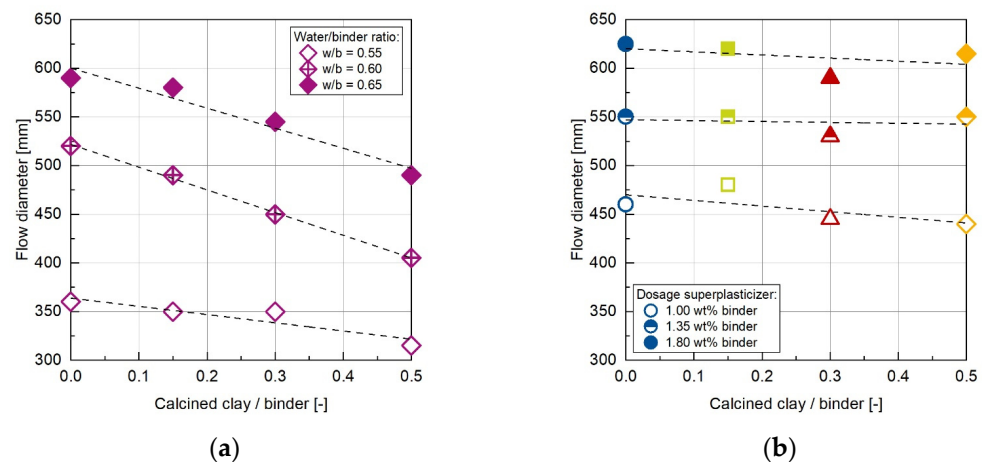 650
600
550
500
450
400
350
300
Flow diameter [mm]
0.0
0.1
0.2
0.3
0.4
0.5
Calcined clay / binder [-]
Water/binder ratio:
w/b = 0.55
w/b = 0.60
w/b = 0.65
(a)
650
600
550
500
450
400
350
300
Flow diameter [mm]
0.0
0.1
0.2
0.3
0.4
0.5
Calcined clay / binder [-]
Dosage superplasticizer:
1.00 wt% binder
1.35 wt% binder
1.80 wt% binder
(b)